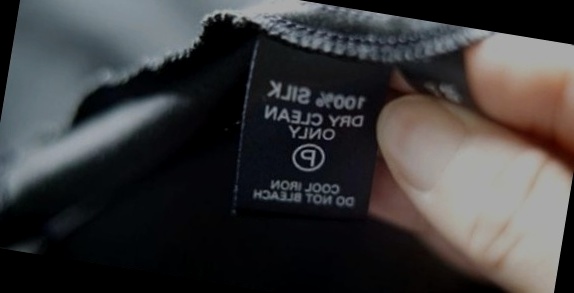 100% SILK
DRY CLEAN
ONLY
P
COOL IRON
DO NOT BLEACH